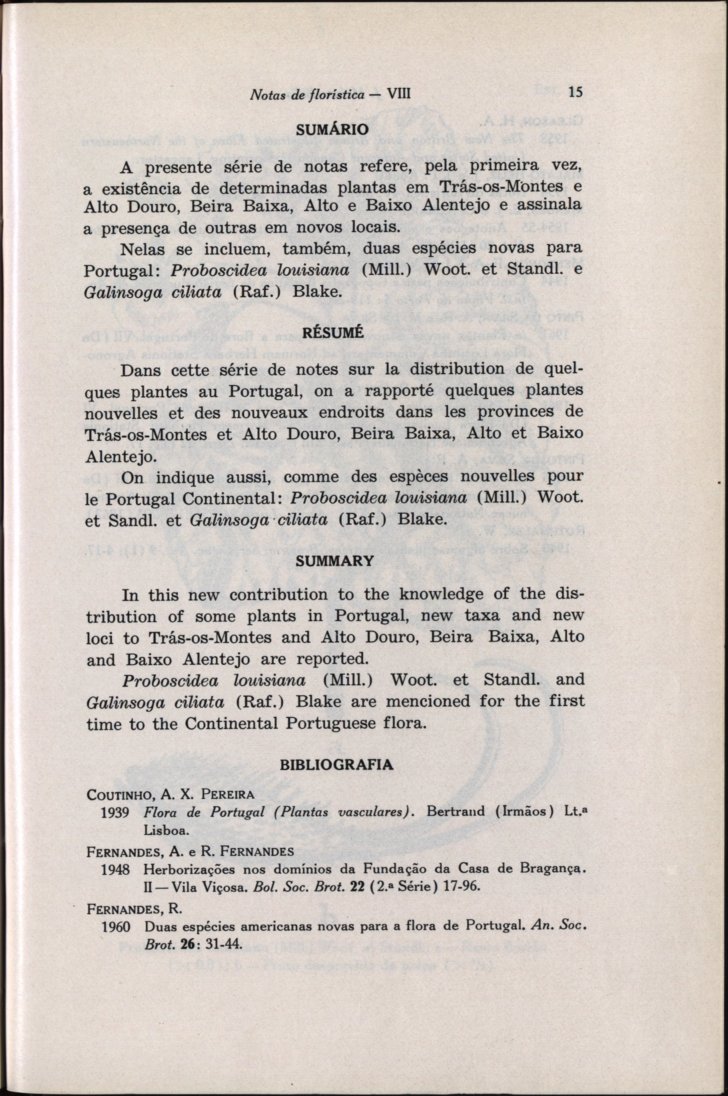 Notas de florística — VIII 15
SUMÁRIO
A presente série de notas refere, pela primeira vez,
a existência de determinadas plantas em Trás-os-Montes e
Alto Douro, Beira Baixa, Alto e Baixo Alentejo e assinala
a presença de outras em novos locais.
Nelas se incluem, também, duas espécies novas para
Portugal: Proboscidea louisiana (Mill.) Woot. et Standl. e
Galinsoga ciliata (Raf.) Blake.
RÉSUMÉ
Dans cette série de notes sur la distribution de quel-
ques plantes au Portugal, on a rapporté quelques plantes
nouvelles et des nouveaux endroits dans les provinces de
Trás-os-Montes et Alto Douro, Beira Baixa, Alto et Baixo
Alentejo.
On indique aussi, comme des espèces nouvelles pour
le Portugal Continental: Proboscidea louisiana (Mill.) Woot.
et Sandl. et Galinsoga ciliata (Raf.) Blake.
SUMMARY
In this new contribution to the knowledge of the dis-
tribution of some plants in Portugal, new taxa and new
loci to Trás-os-Montes and Alto Douro, Beira Baixa, Alto
and Baixo Alentejo are reported.
Proboscidea louisiana (Mill.) Woot. et Standl. and
Galinsoga ciliata (Raf.) Blake are mencioned for the first
time to the Continental Portuguese flora.
BIBLIOGRAFIA
COUTINHO, A. X. PEREIRA
1939 Flora de Portugal (Plantas vasculares). Bertrand (Irmãos) Lt.ª
Lisboa.
FERNANDES, A. e R. FERNANDES
1948 Herborizações nos domínios da Fundação da Casa de Bragança.
II — Vila Viçosa. Bol. Soc. Brot. 22 (2.ª Série) 17-96.
FERNANDES, R.
1960 Duas espécies americanas novas para a flora de Portugal. An. Soc.
Brot. 26: 31-44.